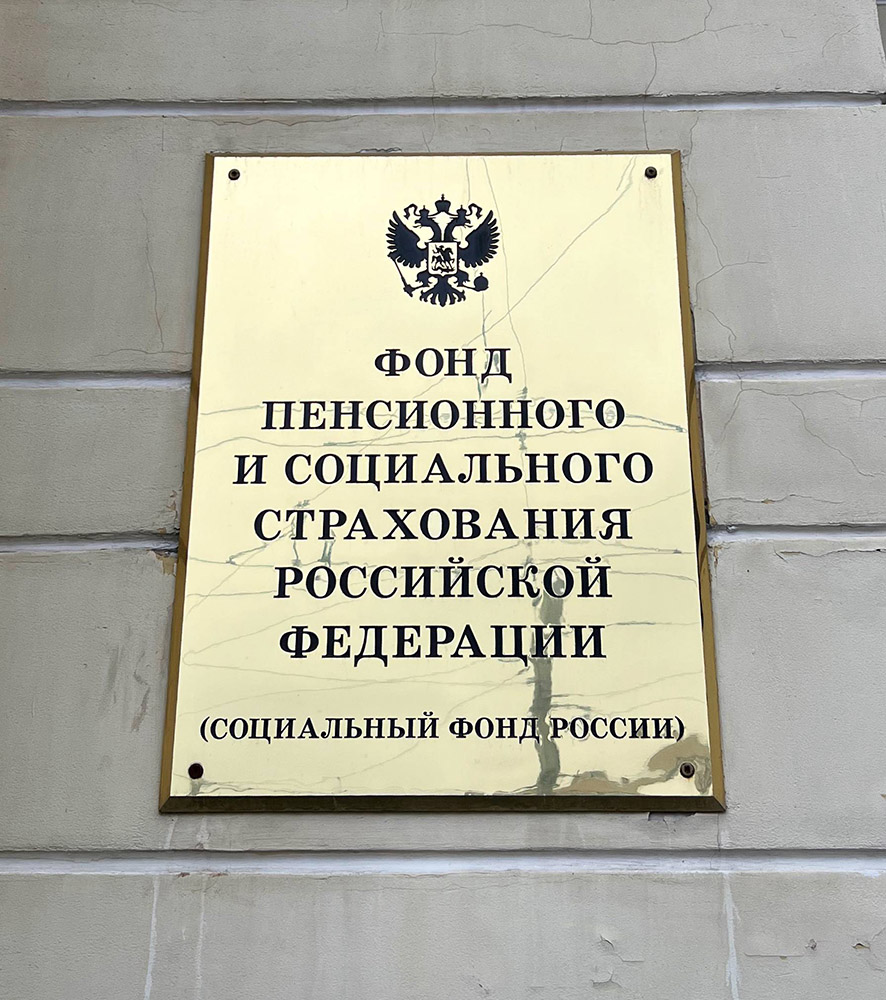 ФОНД
ПЕНСИОННОГО
И СОЦИАЛЬНОГО
СТРАХОВАНИЯ
РОССИЙСКОЙ
ФЕДЕРАЦИИ
(СОЦИАЛЬНЫЙ ФОНД РОССИИ)